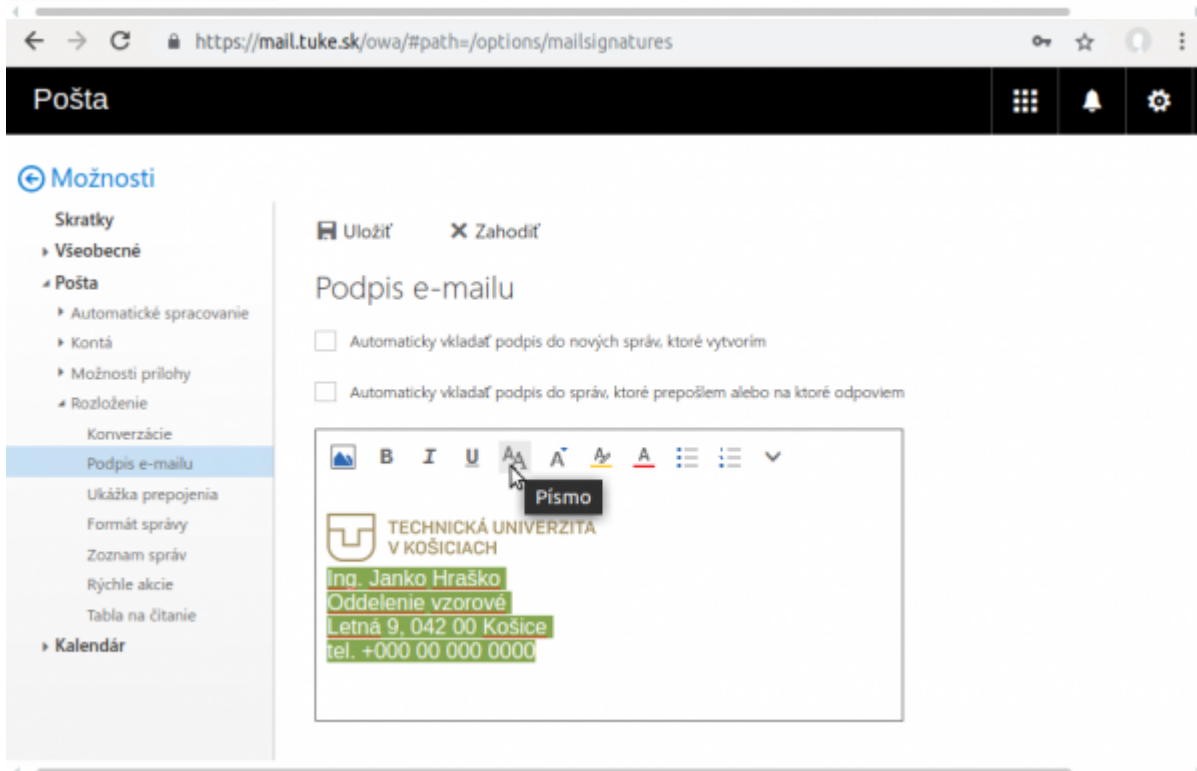 https://mail.tuke.sk/owa/#path=/options/mailsignatures
Pošta
Možnosti
Skratky
Všeobecné
Pošta
Automatické spracovanie
Kontá
Možnosti prílohy
Rozloženie
Konverzácie
Podpis e-mailu
Ukážka prepojenia
Formát správy
Zoznam správ
Rýchle akcie
Tabla na čítanie
Kalendár
Uložiť Zahodiť
Podpis e-mailu
Automaticky vkladať podpis do nových správ, ktoré vytvorím
Automaticky vkladať podpis do správ, ktoré prepošlem alebo na ktoré odpoviem
B I U A A A A A
Písmo
TECHNICKÁ UNIVERZITA
V KOŠICIACH
Ing. Janko Hraško
Oddelenie vzorové
Letná 9, 042 00 Košice
tel. +000 00 000 0000